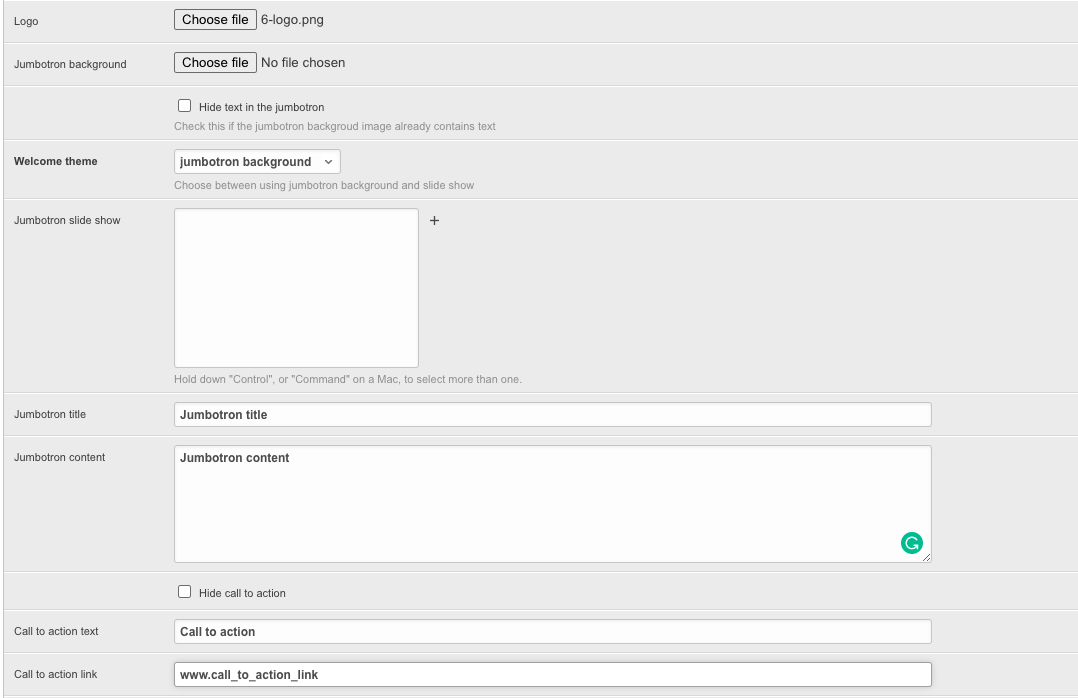 Logo
Choose file 6-logo.png
Jumbotron background
Choose file No file chosen
Hide text in the jumbotron
Check this if the jumbotron backgroud image already contains text
Welcome theme
jumbotron background
Choose between using jumbotron background and slide show
Jumbotron slide show
+
Hold down "Control", or "Command" on a Mac, to select more than one.
Jumbotron title
Jumbotron title
Jumbotron content
Jumbotron content
Hide call to action
Call to action text
Call to action
Call to action link
www.call_to_action_link